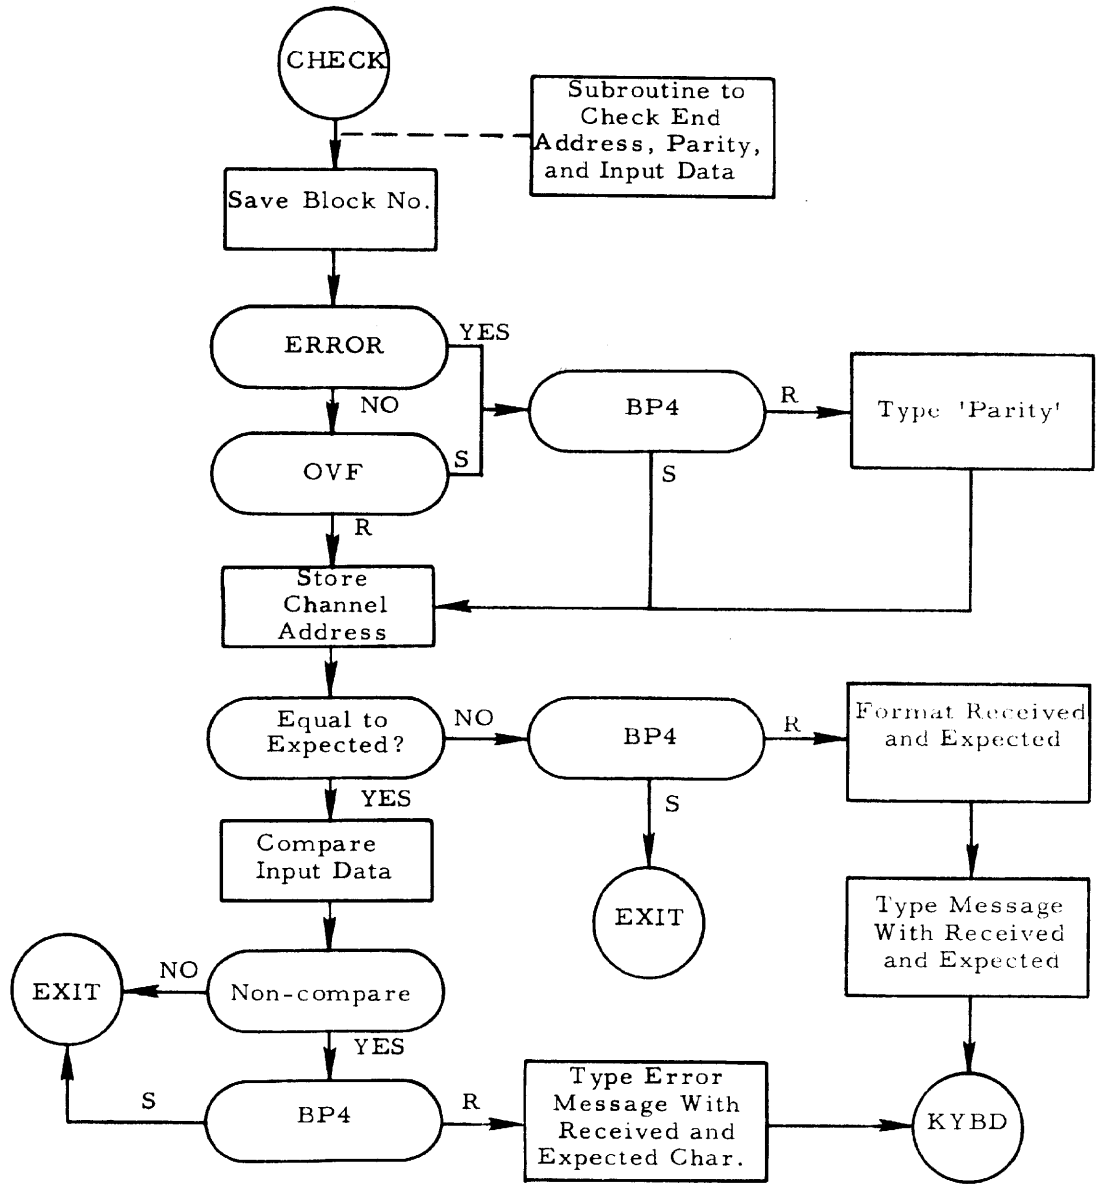 CHECK
Subroutine to
Check End
Address, Parity,
and Input Data
Save Block No.
ERROR
YES
NO
BP4
R
Type 'Parity'
OVF
S
S
R
Store
Channel
Address
Equal to
Expected?
NO
BP4
R
Format Received
and Expected
YES
S
Compare
Input Data
EXIT
Type Message
With Received
and Expected
EXIT
NO
Non-compare
YES
S
BP4
R
Type Error
Message With
Received and
Expected Char.
KYBD